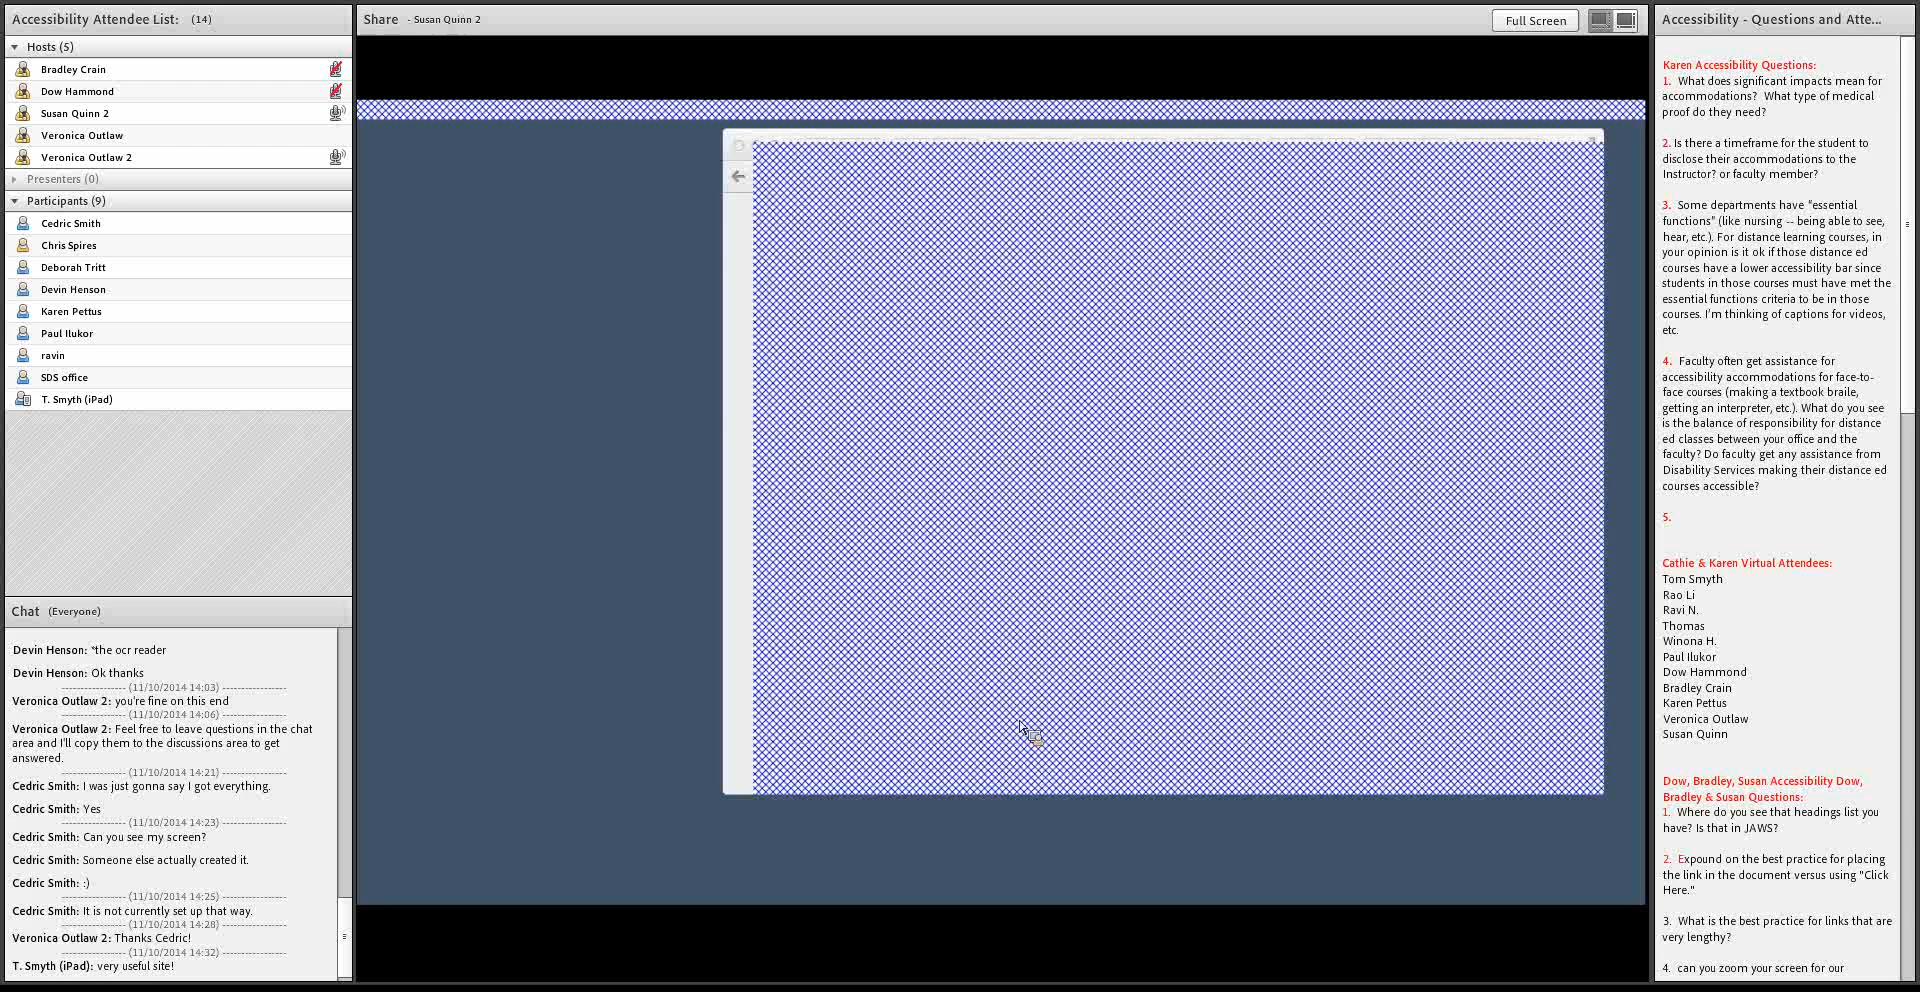 Accessibility Attendee List: (14)
Hosts (5)
Bradley Crain
Dow Hammond
Susan Quinn 2
Veronica Outlaw
Veronica Outlaw 2
Presenters (0)
Participants (9)
Cedric Smith
Chris Spires
Deborah Tritt
Devin Henson
Karen Pettus
Paul Ilukor
ravin
SDS office
T. Smyth (iPad)
Chat (Everyone)
Devin Henson: *the ocr reader
Devin Henson: Ok thanks
------------------ (11/10/2014 14:03) ------------------
Veronica Outlaw 2: you're fine on this end
------------------ (11/10/2014 14:06) ------------------
Veronica Outlaw 2: Feel free to leave questions in the chat
area and I'll copy them to the discussions area to get
answered.
------------------ (11/10/2014 14:21) ------------------
Cedric Smith: I was just gonna say I got everything.
Cedric Smith: Yes
------------------ (11/10/2014 14:23) ------------------
Cedric Smith: Can you see my screen?
Cedric Smith: Someone else actually created it.
Cedric Smith: :)
------------------ (11/10/2014 14:25) ------------------
Cedric Smith: It is not currently set up that way.
------------------ (11/10/2014 14:28) ------------------
Veronica Outlaw 2: Thanks Cedric!
------------------ (11/10/2014 14:32) ------------------
T. Smyth (iPad): very useful site!
Share - Susan Quinn 2
Full Screen
Accessibility - Questions and Atte...
Karen Accessibility Questions:
1. What does significant impacts mean for
accommodations? What type of medical
proof do they need?
2. Is there a timeframe for the student to
disclose their accommodations to the
Instructor? or faculty member?
3. Some departments have "essential
functions" (like nursing -- being able to see,
hear, etc.). For distance learning courses, in
your opinion is it ok if those distance ed
courses have a lower accessibility bar since
students in those courses must have met the
essential functions criteria to be in those
courses. I'm thinking of captions for videos,
etc.
4. Faculty often get assistance for
accessibility accommodations for face-to-
face courses (making a textbook braile,
getting an interpreter, etc.). What do you see
is the balance of responsibility for distance
ed classes between your office and the
faculty? Do faculty get any assistance from
Disability Services making their distance ed
courses accessible?
5.
Cathie & Karen Virtual Attendees:
Tom Smyth
Rao Li
Ravi N.
Thomas
Winona H.
Paul Ilukor
Dow Hammond
Bradley Crain
Karen Pettus
Veronica Outlaw
Susan Quinn
Dow, Bradley, Susan Accessibility Dow,
Bradley & Susan Questions:
1. Where do you see that headings list you
have? Is that in JAWS?
2. Expound on the best practice for placing
the link in the document versus using "Click
Here."
3. What is the best practice for links that are
very lengthy?
4. can you zoom your screen for our